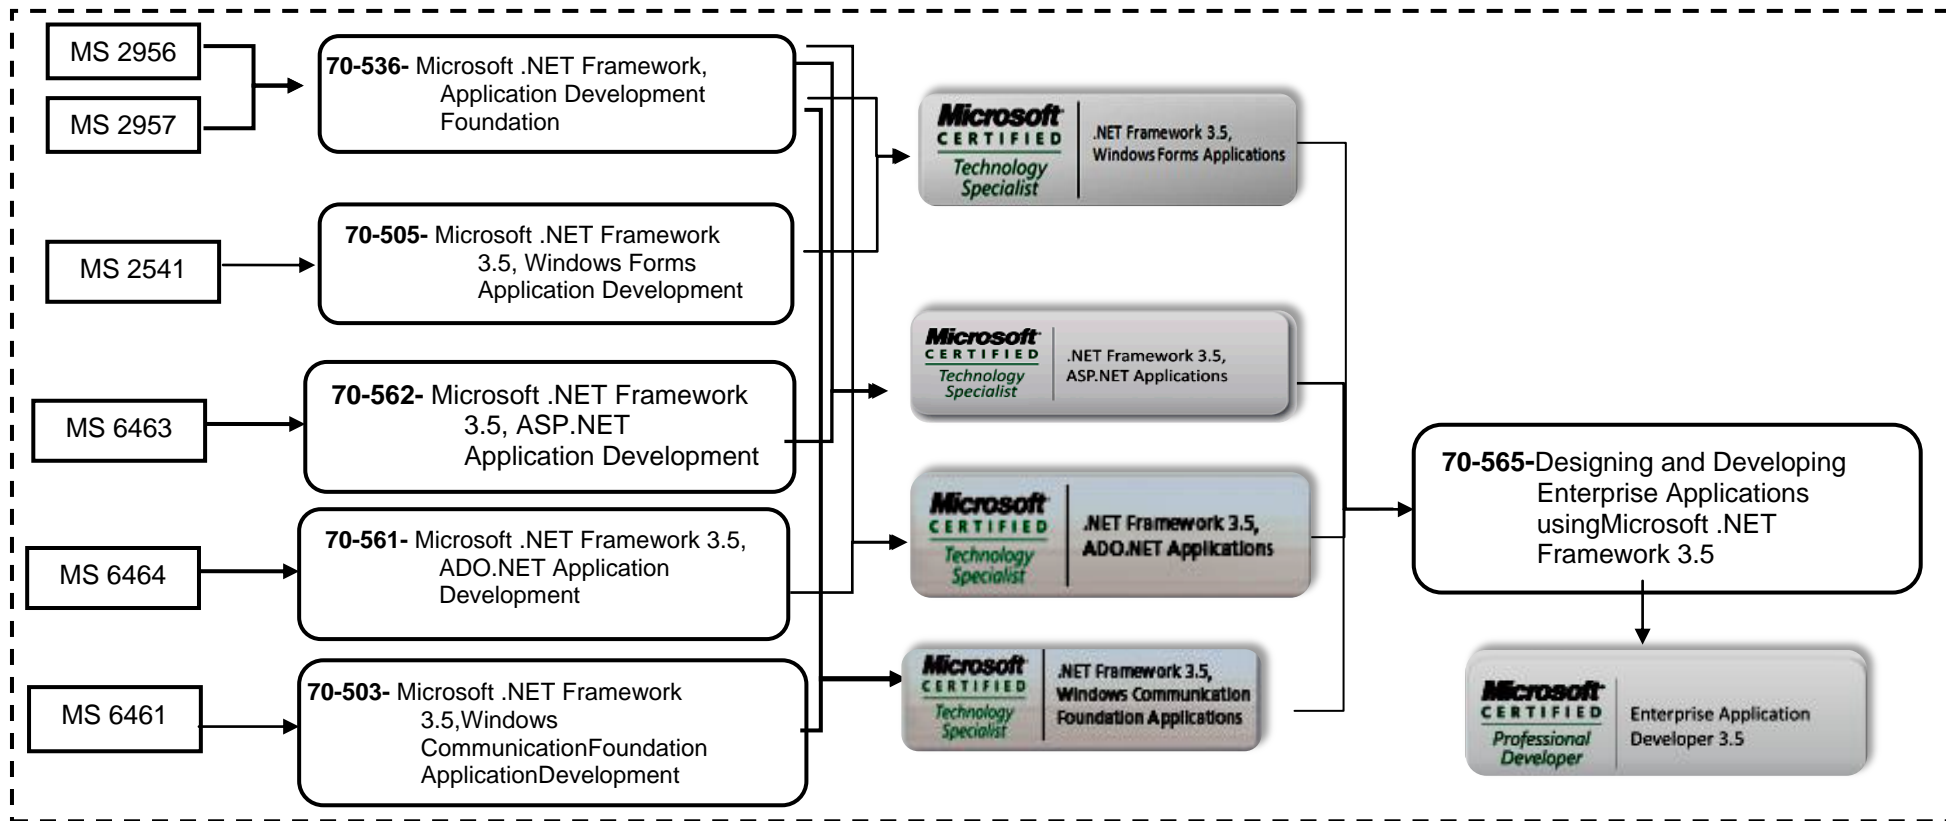 MS 2956
MS 2957
70-536- Microsoft .NET Framework,
Application Development
Foundation
MS 2541
70-505- Microsoft .NET Framework
3.5, Windows Forms
Application Development
MS 6463
70-562- Microsoft .NET Framework
3.5, ASP.NET
Application Development
MS 6464
70-561- Microsoft .NET Framework 3.5,
ADO.NET Application
Development
MS 6461
70-503- Microsoft .NET Framework
3.5,Windows
CommunicationFoundation
ApplicationDevelopment
Microsoft
CERTIFIED
Technology
Specialist
.NET Framework 3.5,
Windows Forms Applications
Microsoft
CERTIFIED
Technology
Specialist
.NET Framework 3.5,
ASP.NET Applications
Microsoft
CERTIFIED
Technology
Specialist
.NET Framework 3.5,
ADO.NET Applications
Microsoft
CERTIFIED
Technology
Specialist
.NET Framework 3.5,
Windows Communication
Foundation Applications
70-565-Designing and Developing
Enterprise Applications
usingMicrosoft .NET
Framework 3.5
Microsoft
CERTIFIED
Professional
Developer
Enterprise Application
Developer 3.5